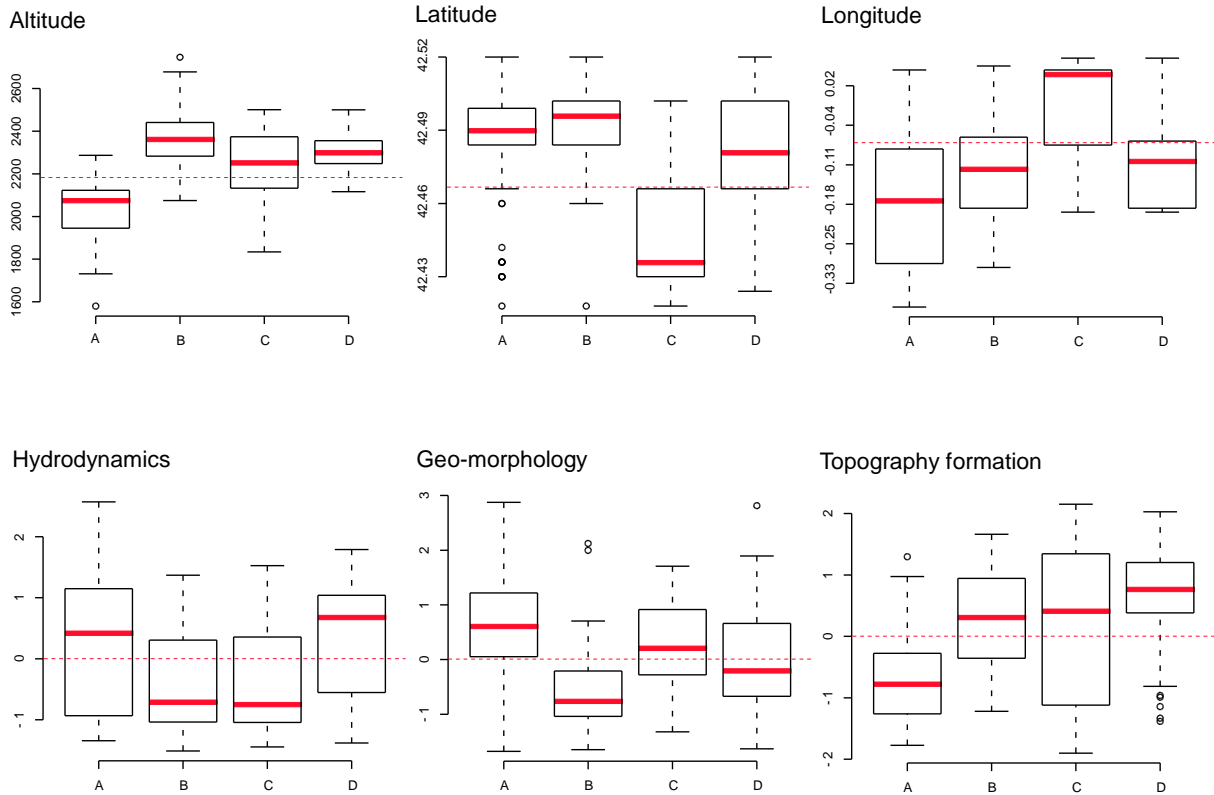 Altitude
Latitude
Longitude
2600
2400
2200
2000
1800
1600
A B C D
42.52
42.49
42.46
42.43
A B C D
0.02
-0.04
-0.11
-0.18
-0.25
-0.33
A B C D
Hydrodynamics
Geo-morphology
Topography formation
2
1
0
- 1
A B C D
3
2
1
0
-1
A B C D
2
1
0
- 1
- 2
A B C D